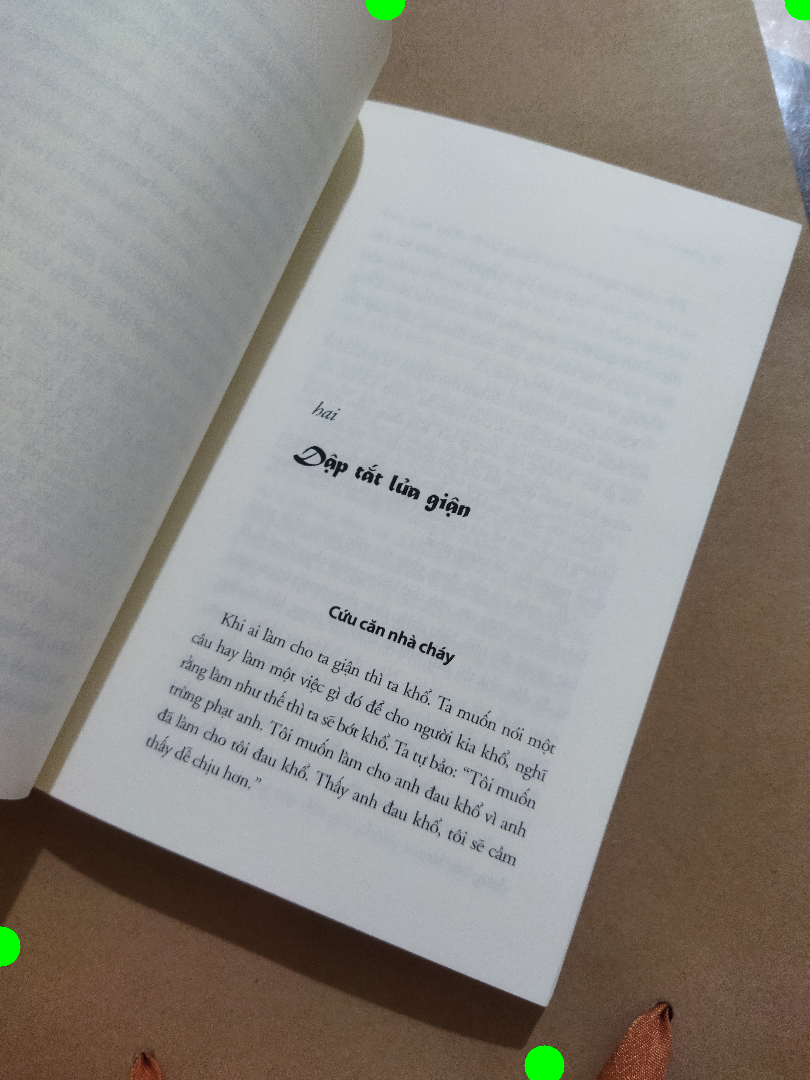 hai
Dập tắt lửa giận
Cứu căn nhà cháy
Khi ai làm cho ta giận thì ta khổ. Ta muốn nói một
câu hay làm một việc gì đó để cho người kia khổ, nghĩ
rằng làm như thế thì ta sẽ bớt khổ. Ta tự bảo: “Tôi muốn
trừng phạt anh. Tôi muốn làm cho anh đau khổ vì anh
đã làm cho tôi đau khổ. Thấy anh đau khổ, tôi sẽ cảm
thấy dễ chịu hơn.”